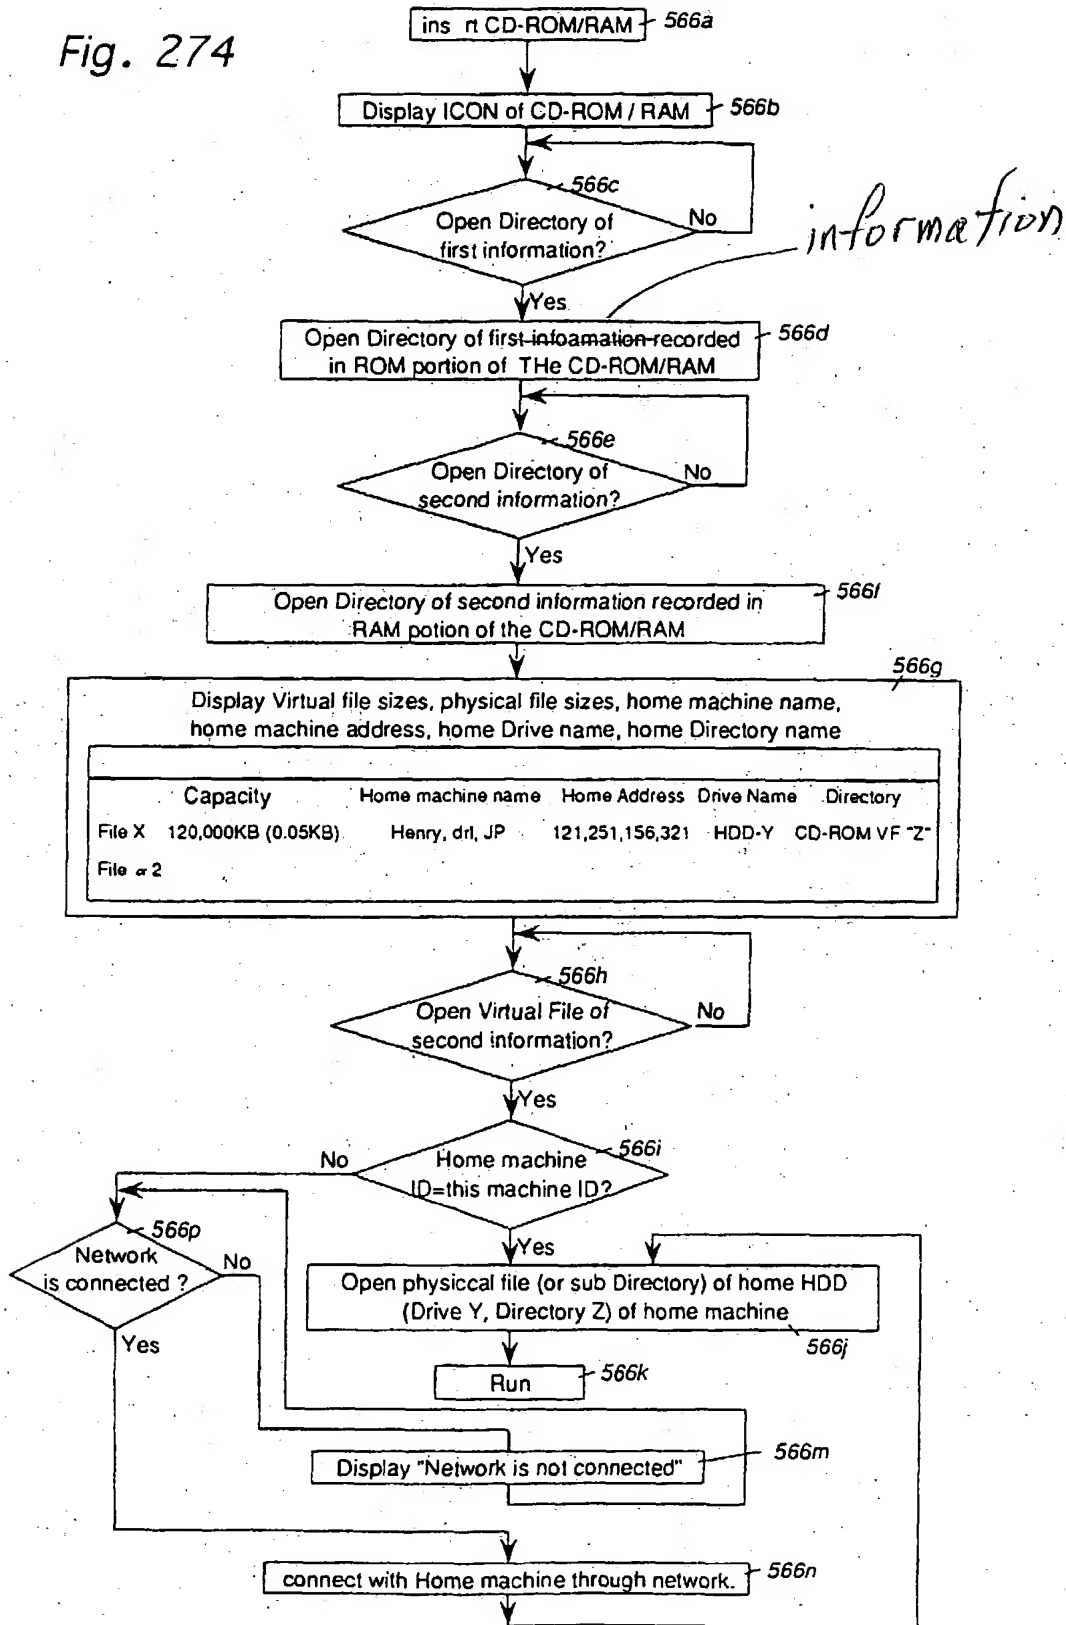 Fig. 274
ins rt CD-ROM/RAM 566a
Display ICON of CD-ROM / RAM 566b
566c
Open Directory of
first information?
No
information
Yes
Open Directory of first infoamation recorded
in ROM portion of THe CD-ROM/RAM
566d
566e
Open Directory of
second information?
No
Yes
Open Directory of second information recorded in
RAM potion of the CD-ROM/RAM
566f
566g
Display Virtual file sizes, physical file sizes, home machine name,
home machine address, home Drive name, home Directory name
Capacity Home machine name Home Address Drive Name Directory
File X 120,000KB (0.05KB) Henry, drl, JP 121,251,156,321 HDD-Y CD-ROM VF "Z"
File α 2
566h
Open Virtual File of
second information?
No
Yes
566i
Home machine
ID=this machine ID?
No
566p
Network
is connected ?
No
Yes
Yes
Open physiccal file (or sub Directory) of home HDD
(Drive Y, Directory Z) of home machine
566j
Run 566k
Display "Network is not connected" 566m
connect with Home machine through network. 566n